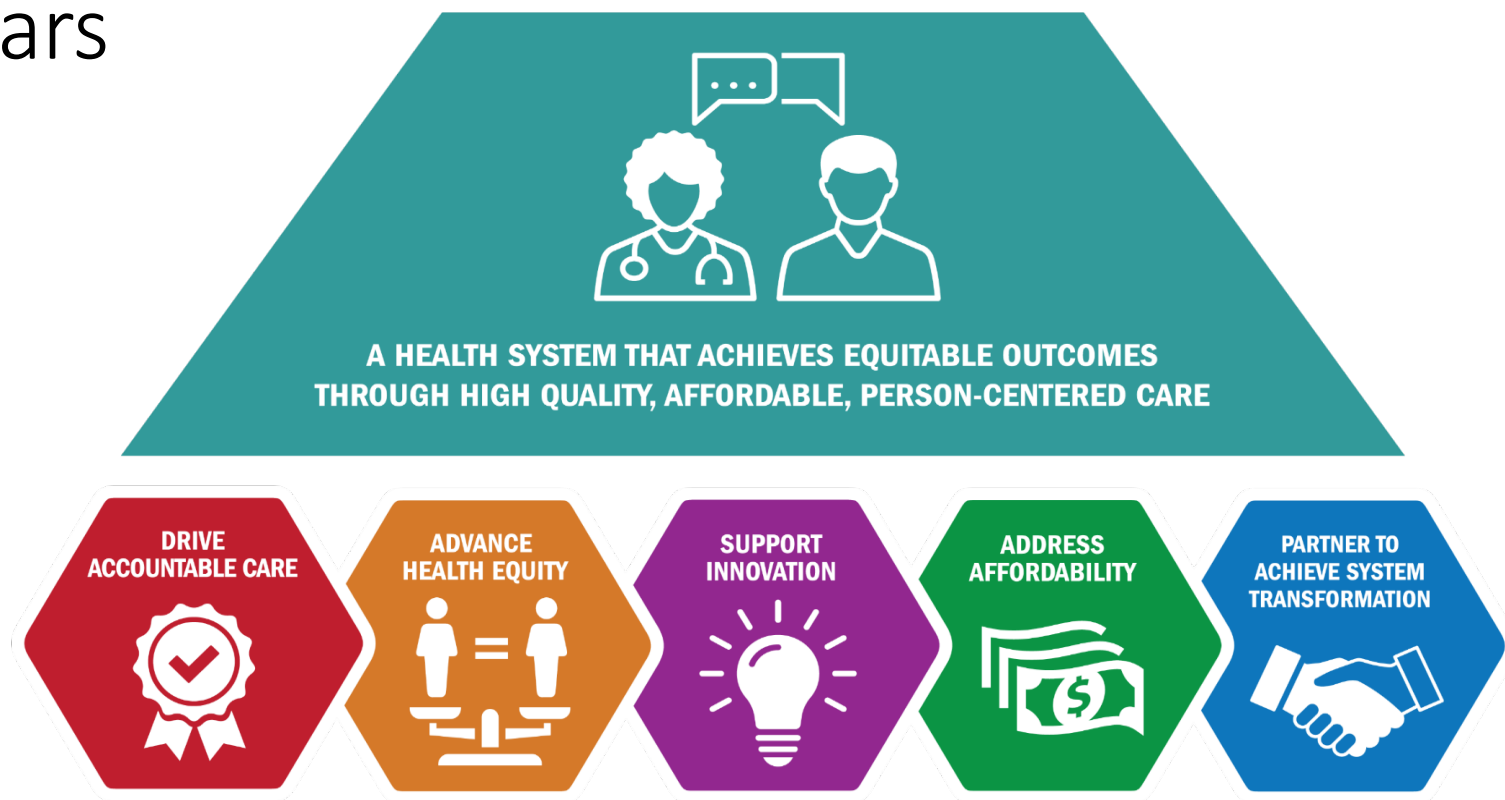 ars
A HEALTH SYSTEM THAT ACHIEVES EQUITABLE OUTCOMES
THROUGH HIGH QUALITY, AFFORDABLE, PERSON-CENTERED CARE
DRIVE
ACCOUNTABLE CARE
ADVANCE
HEALTH EQUITY
=
SUPPORT
INNOVATION
ADDRESS
AFFORDABILITY
$
PARTNER TO
ACHIEVE SYSTEM
TRANSFORMATION